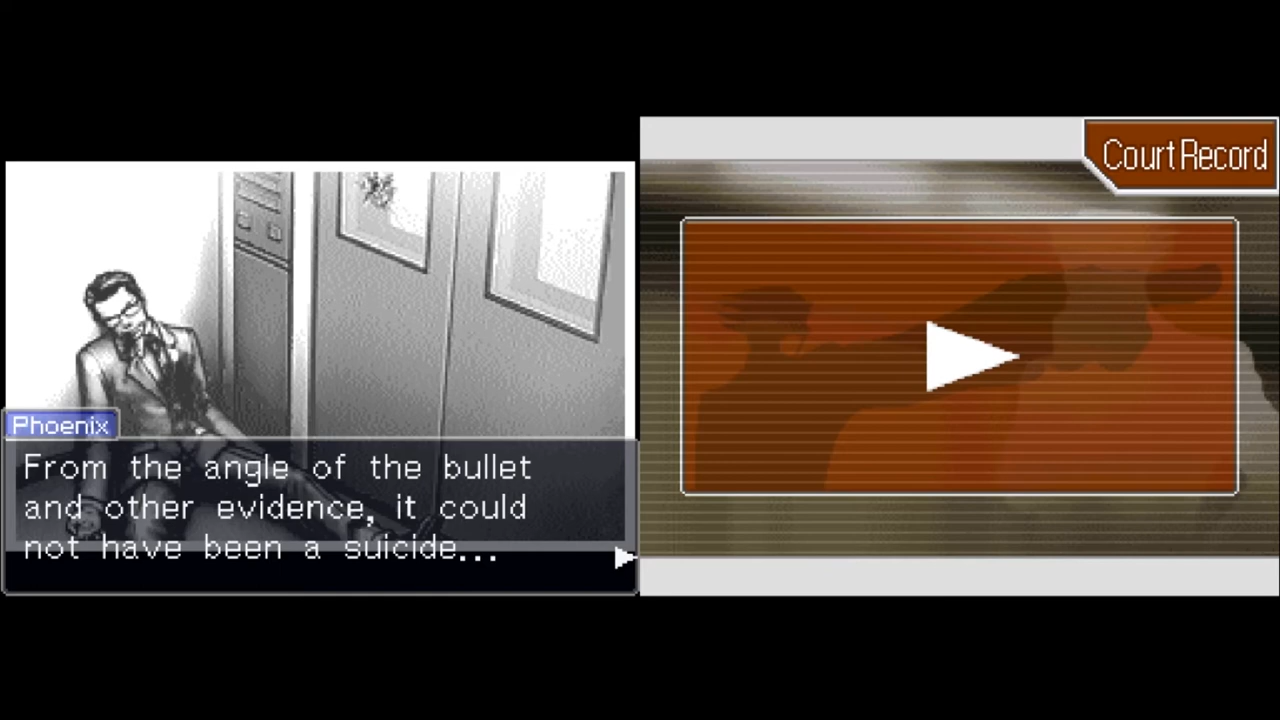 Court Record
Phoenix
From the angle of the bullet
and other evidence, it could
not have been a suicide...